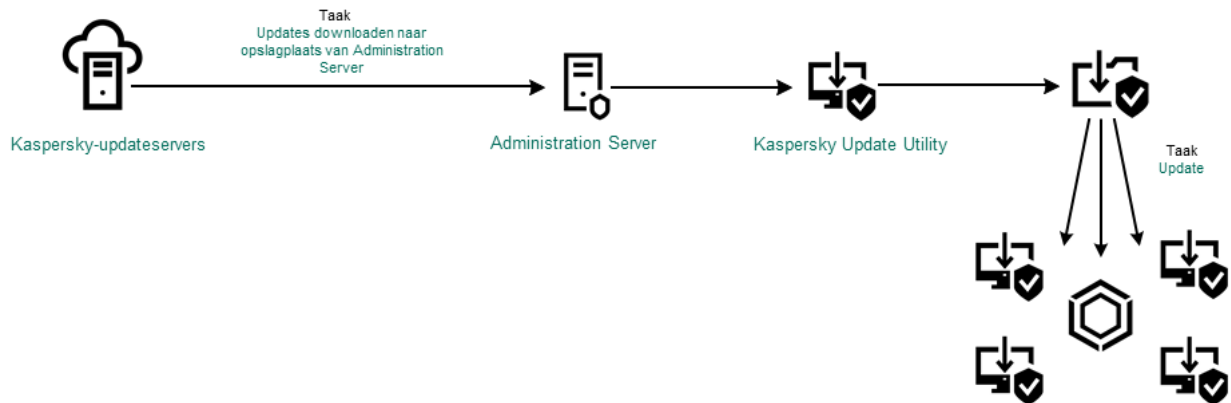 Taak
Updates downloaden naar
opslagplaats van Administration
Server
Kaspersky-updateservers
Administration Server
Kaspersky Update Utility
Taak
Update